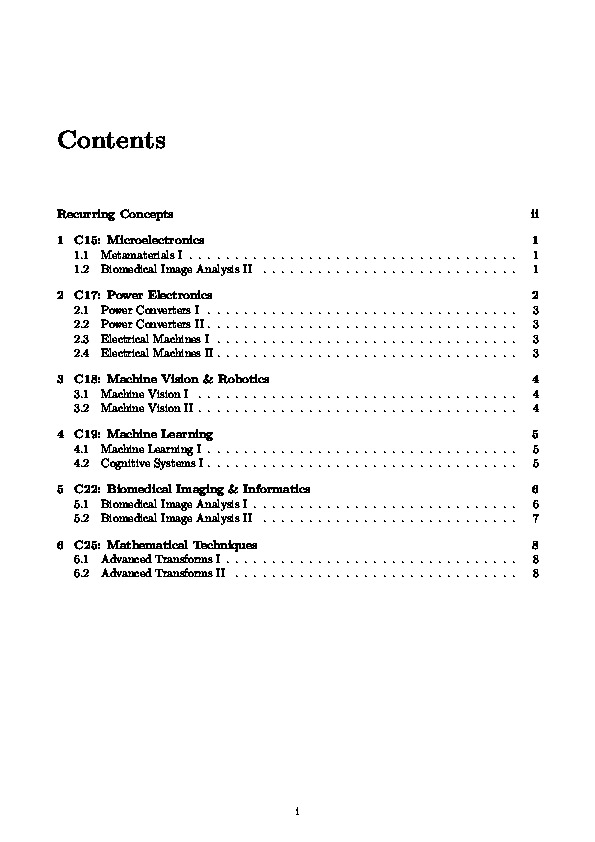 Contents
Recurring Concepts ii
1 C15: Microelectronics 1
1.1 Metamaterials I . . . . . . . . . . . . . . . . . . . . . . . . . . . . . . . . . . . . 1
1.2 Biomedical Image Analysis II . . . . . . . . . . . . . . . . . . . . . . . . . . . . 1
2 C17: Power Electronics 2
2.1 Power Converters I . . . . . . . . . . . . . . . . . . . . . . . . . . . . . . . . . . 3
2.2 Power Converters II . . . . . . . . . . . . . . . . . . . . . . . . . . . . . . . . . . 3
2.3 Electrical Machines I . . . . . . . . . . . . . . . . . . . . . . . . . . . . . . . . . 3
2.4 Electrical Machines II . . . . . . . . . . . . . . . . . . . . . . . . . . . . . . . . . 3
3 C18: Machine Vision & Robotics 4
3.1 Machine Vision I . . . . . . . . . . . . . . . . . . . . . . . . . . . . . . . . . . . 4
3.2 Machine Vision II . . . . . . . . . . . . . . . . . . . . . . . . . . . . . . . . . . . 4
4 C19: Machine Learning 5
4.1 Machine Learning I . . . . . . . . . . . . . . . . . . . . . . . . . . . . . . . . . . 5
4.2 Cognitive Systems I . . . . . . . . . . . . . . . . . . . . . . . . . . . . . . . . . . 5
5 C22: Biomedical Imaging & Informatics 6
5.1 Biomedical Image Analysis I . . . . . . . . . . . . . . . . . . . . . . . . . . . . . 6
5.2 Biomedical Image Analysis II . . . . . . . . . . . . . . . . . . . . . . . . . . . . 7
6 C25: Mathematical Techniques 8
6.1 Advanced Transforms I . . . . . . . . . . . . . . . . . . . . . . . . . . . . . . . . 8
6.2 Advanced Transforms II . . . . . . . . . . . . . . . . . . . . . . . . . . . . . . . 8
i